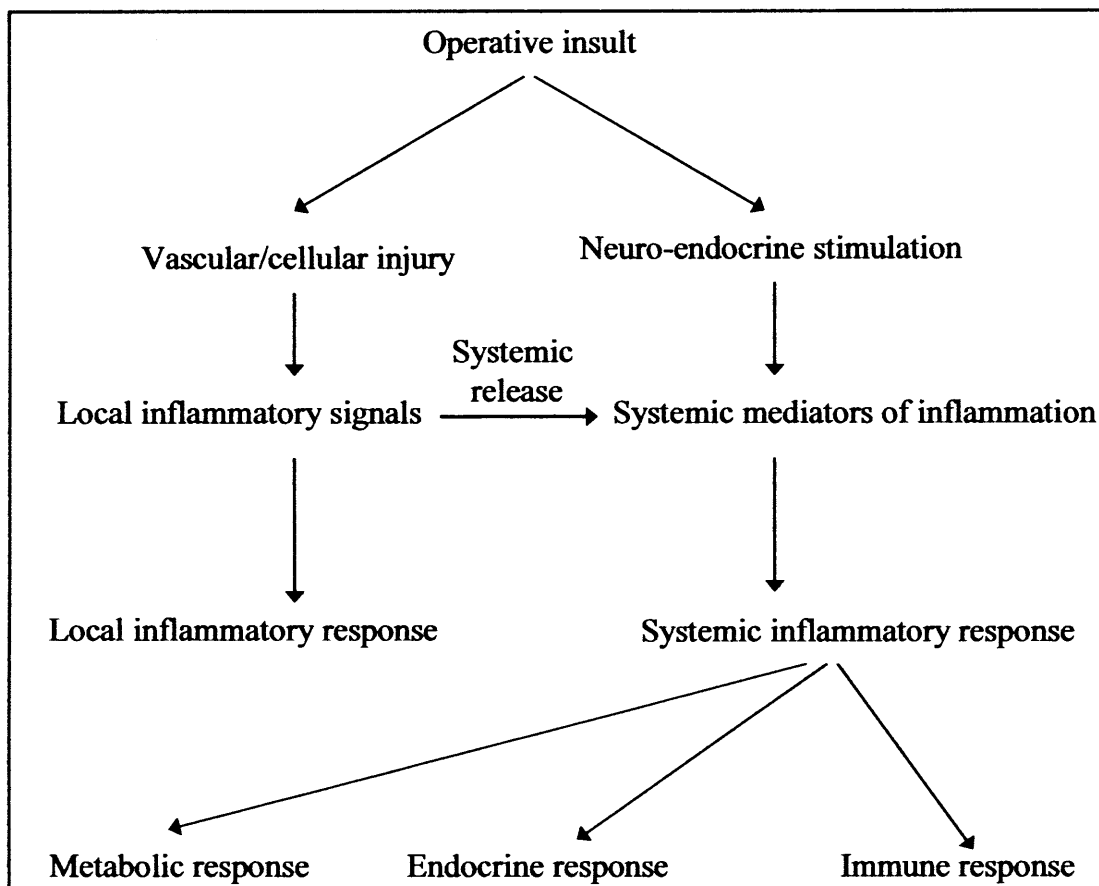 Operative insult
Vascular/cellular injury
Neuro-endocrine stimulation
Systemic
release
Local inflammatory signals
Systemic mediators of inflammation
Local inflammatory response
Systemic inflammatory response
Metabolic response
Endocrine response
Immune response